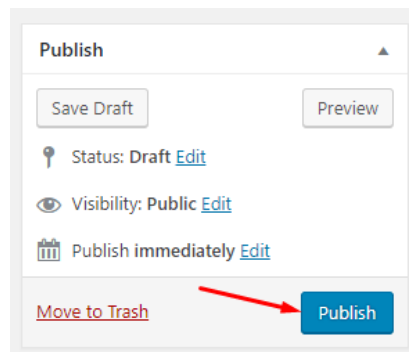 Publish
Save Draft Preview
Status: Draft Edit
Visibility: Public Edit
Publish immediately Edit
Move to Trash Publish